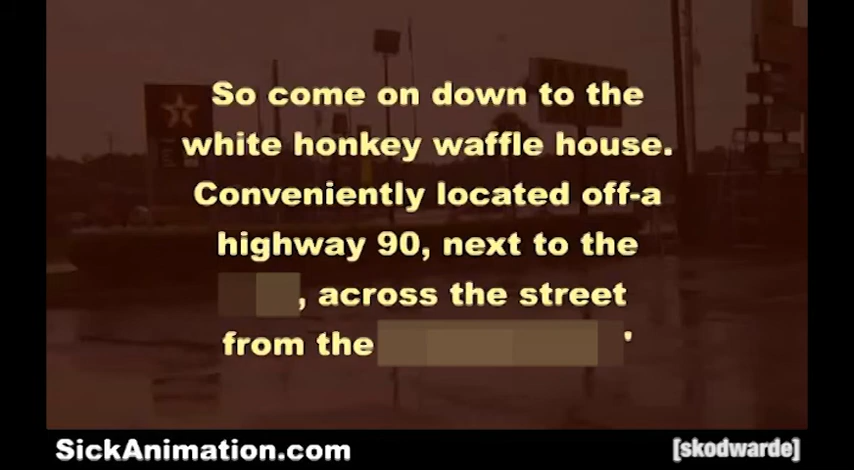 So come on down to the
white honkey waffle house.
Conveniently located off-a
highway 90, next to the
, across the street
from the '
SickAnimation.com
[skodwarde]